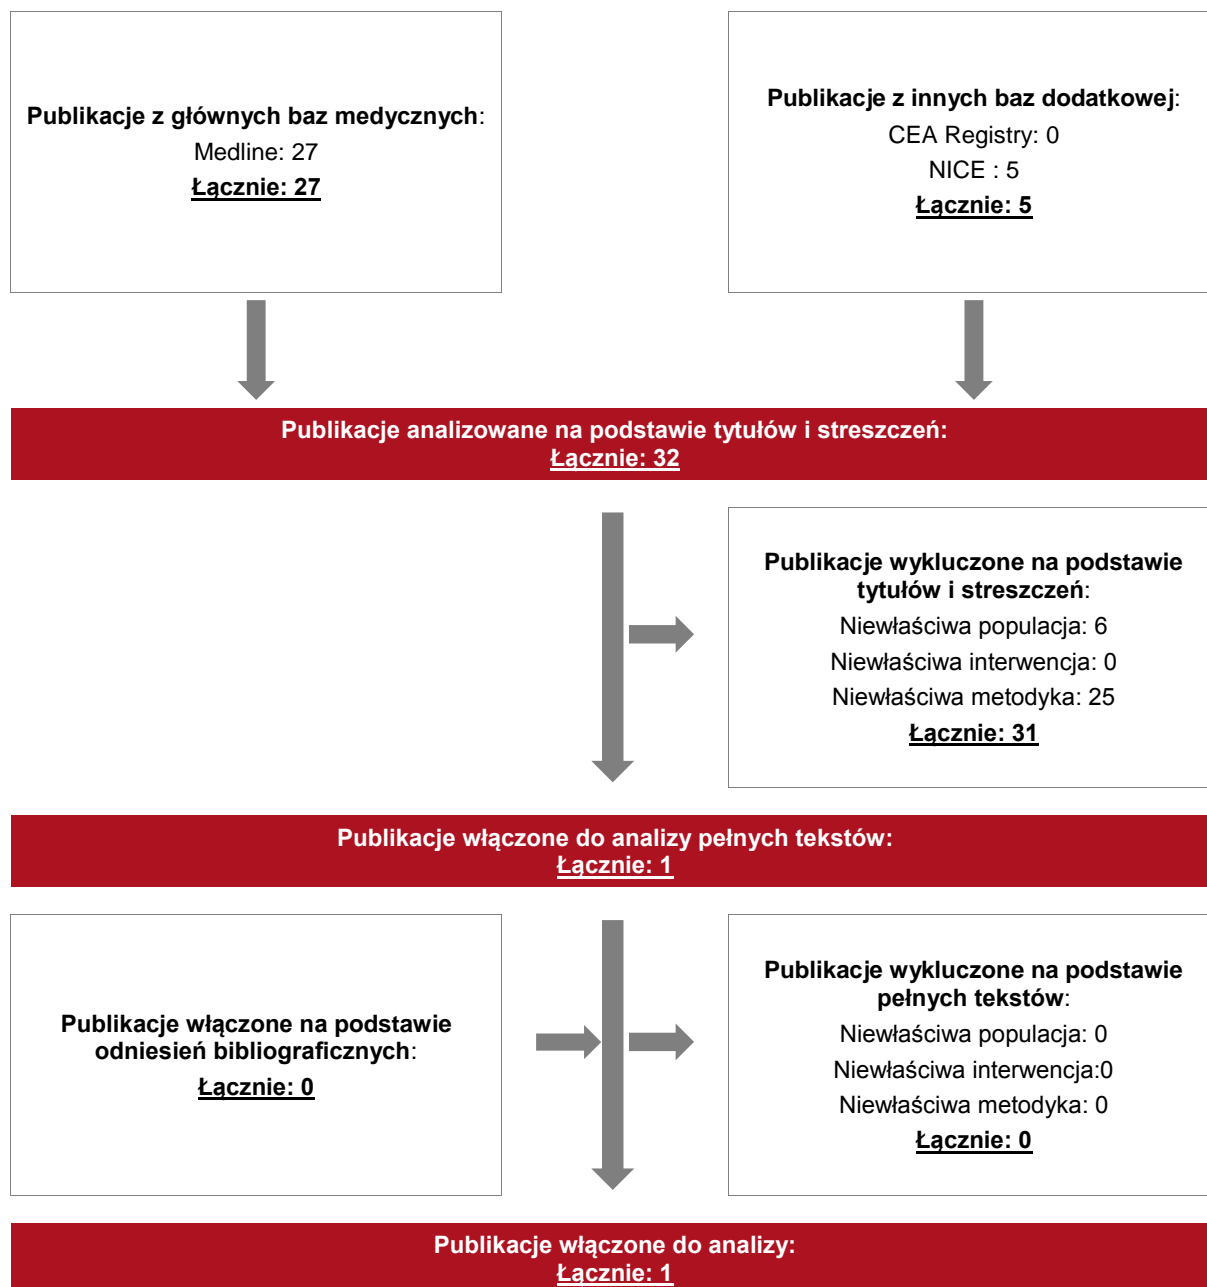 Publikacje z głównych baz medycznych:
Medline: 27
Łącznie: 27
Publikacje z innych baz dodatkowej:
CEA Registry: 0
NICE : 5
Łącznie: 5
Publikacje analizowane na podstawie tytułów i streszczeń:
Łącznie: 32
Publikacje wykluczone na podstawie
tytułów i streszczeń:
Niewłaściwa populacja: 6
Niewłaściwa interwencja: 0
Niewłaściwa metodyka: 25
Łącznie: 31
Publikacje włączone do analizy pełnych tekstów:
Łącznie: 1
Publikacje włączone na podstawie
odniesień bibliograficznych:
Łącznie: 0
Publikacje wykluczone na podstawie
pełnych tekstów:
Niewłaściwa populacja: 0
Niewłaściwa interwencja:0
Niewłaściwa metodyka: 0
Łącznie: 0
Publikacje włączone do analizy:
Łącznie: 1